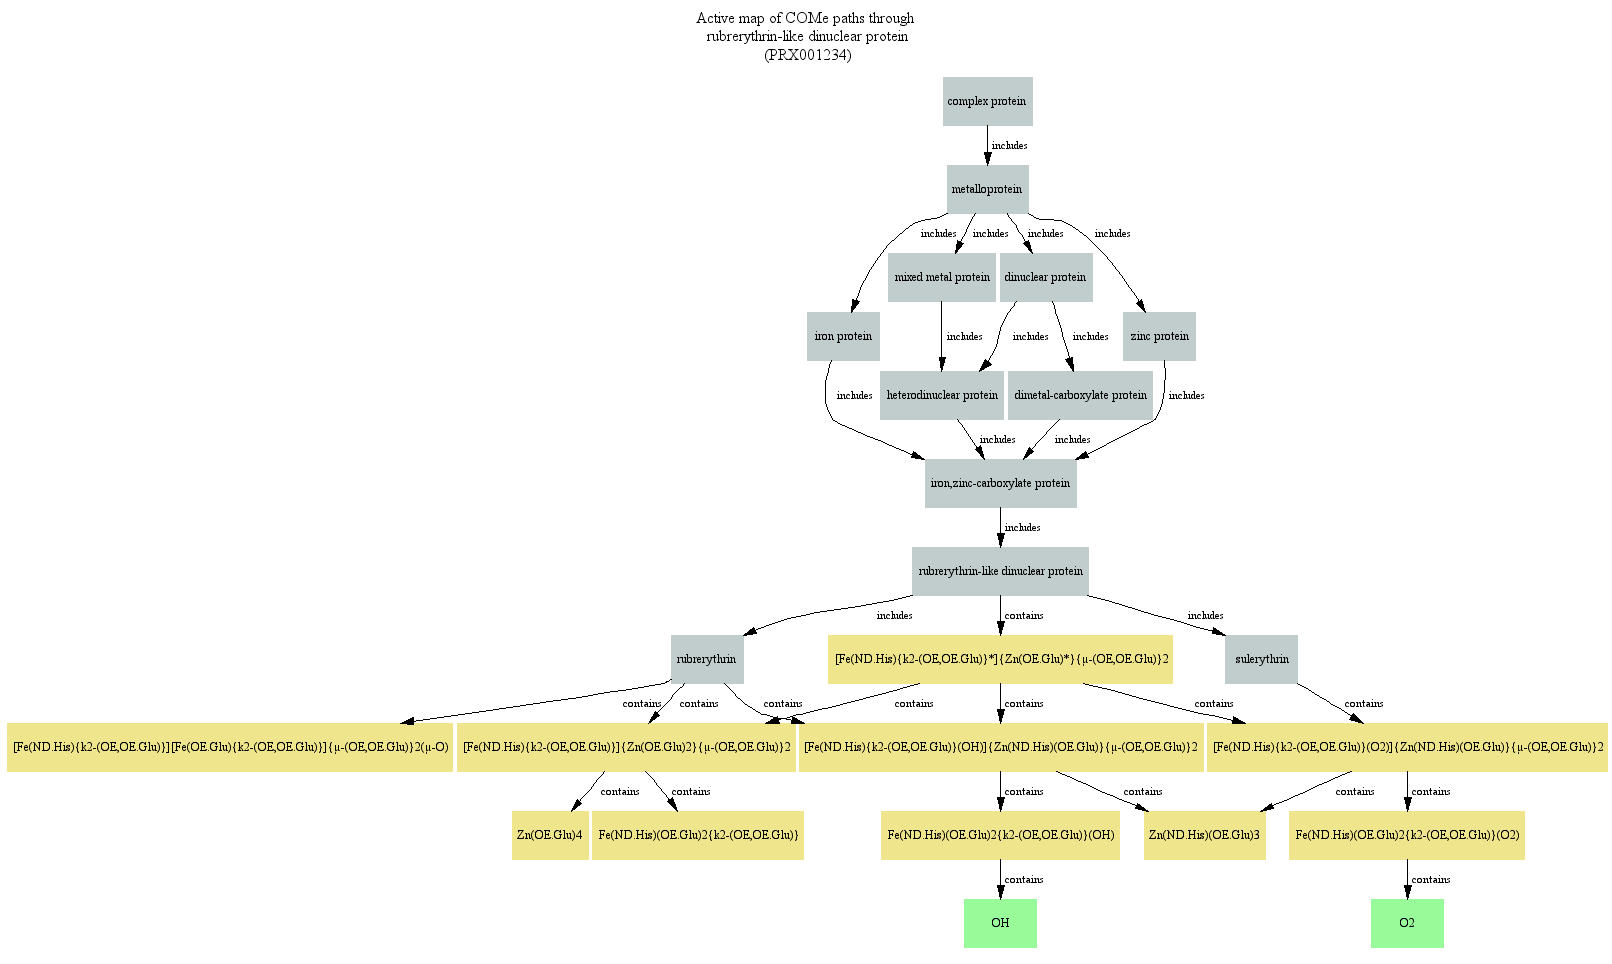 Active map of COMe paths through
rubrerythrin-like dinuclear protein
(PRX001234)
complex protein
includes
metalloprotein
includes
includes
includes
includes
mixed metal protein
dinuclear protein
iron protein
includes
includes
includes
zinc protein
includes
heterodinuclear protein
dimetal-carboxylate protein
includes
includes
includes
iron,zinc-carboxylate protein
includes
rubrerythrin-like dinuclear protein
includes
contains
includes
rubrerythrin
[Fe(ND.His){k2-(OE,OE.Glu)}*]{Zn(OE.Glu)*}{μ-(OE,OE.Glu)}2
sulerythrin
contains
contains
contains
contains
contains
contains
contains
[Fe(ND.His){k2-(OE,OE.Glu)}][Fe(OE.Glu){k2-(OE,OE.Glu)}]{μ-(OE,OE.Glu)}2(μ-O)
[Fe(ND.His){k2-(OE,OE.Glu)}]{Zn(OE.Glu)2}{μ-(OE,OE.Glu)}2
[Fe(ND.His){k2-(OE,OE.Glu)}(OH)]{Zn(ND.His)(OE.Glu)}{μ-(OE,OE.Glu)}2
[Fe(ND.His){k2-(OE,OE.Glu)}(O2)]{Zn(ND.His)(OE.Glu)}{μ-(OE,OE.Glu)}2
contains
contains
contains
contains
contains
contains
Zn(OE.Glu)4
Fe(ND.His)(OE.Glu)2{k2-(OE,OE.Glu)}
Fe(ND.His)(OE.Glu)2{k2-(OE,OE.Glu)}(OH)
Zn(ND.His)(OE.Glu)3
Fe(ND.His)(OE.Glu)2{k2-(OE,OE.Glu)}(O2)
contains
contains
OH
O2